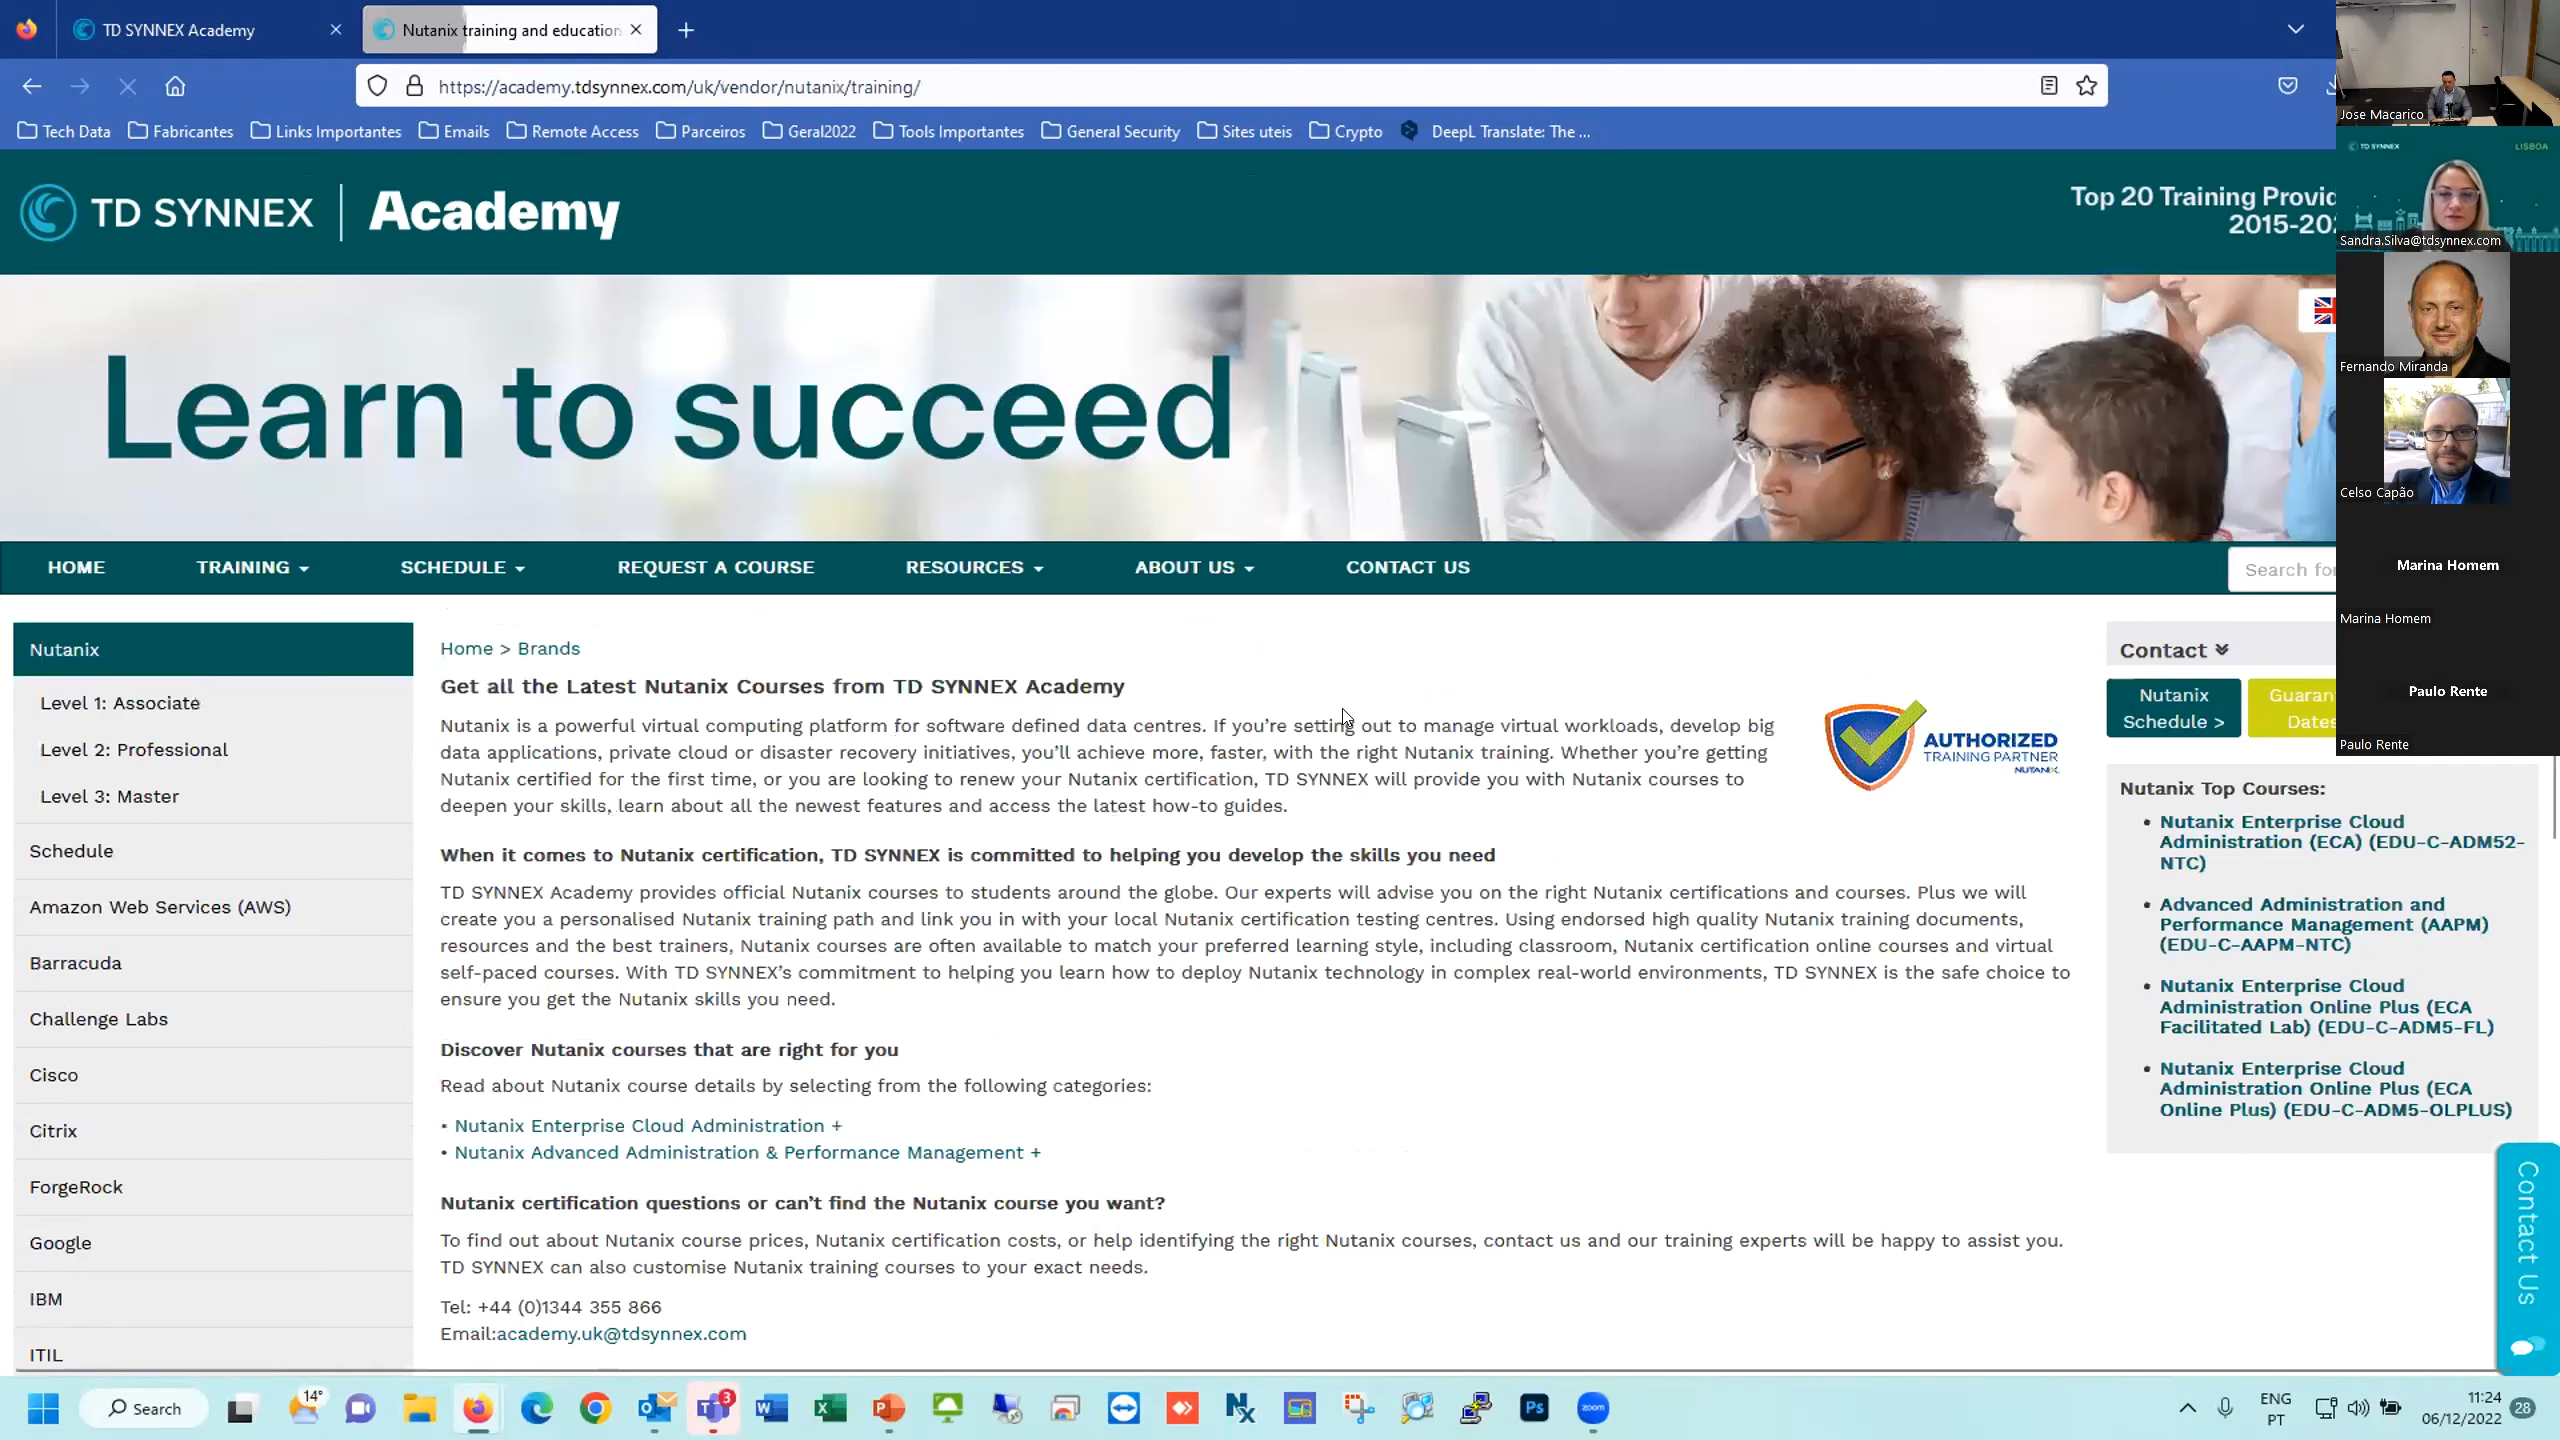 TD SYNNEX Academy
Nutanix training and education
https://academy.tdsynnex.com/uk/vendor/nutanix/training/
Tech Data
Fabricantes
Links Importantes
Emails
Remote Access
Parceiros
Geral2022
Tools Importantes
General Security
Sites uteis
Crypto
DeepL Translate: The ...
TD SYNNEX | Academy
Top 20 Training Provid
2015-202
Learn to succeed
HOME
TRAINING
SCHEDULE
REQUEST A COURSE
RESOURCES
ABOUT US
CONTACT US
Search for
Nutanix
Level 1: Associate
Level 2: Professional
Level 3: Master
Schedule
Amazon Web Services (AWS)
Barracuda
Challenge Labs
Cisco
Citrix
ForgeRock
Google
IBM
ITIL
Home > Brands
Get all the Latest Nutanix Courses from TD SYNNEX Academy
Nutanix is a powerful virtual computing platform for software defined data centres. If you're setting out to manage virtual workloads, develop big
data applications, private cloud or disaster recovery initiatives, you'll achieve more, faster, with the right Nutanix training. Whether you're getting
Nutanix certified for the first time, or you are looking to renew your Nutanix certification, TD SYNNEX will provide you with Nutanix courses to
deepen your skills, learn about all the newest features and access the latest how-to guides.
AUTHORIZED
TRAINING PARTNER
NUTANIX
When it comes to Nutanix certification, TD SYNNEX is committed to helping you develop the skills you need
TD SYNNEX Academy provides official Nutanix courses to students around the globe. Our experts will advise you on the right Nutanix certifications and courses. Plus we will
create you a personalised Nutanix training path and link you in with your local Nutanix certification testing centres. Using endorsed high quality Nutanix training documents,
resources and the best trainers, Nutanix courses are often available to match your preferred learning style, including classroom, Nutanix certification online courses and virtual
self-paced courses. With TD SYNNEX's commitment to helping you learn how to deploy Nutanix technology in complex real-world environments, TD SYNNEX is the safe choice to
ensure you get the Nutanix skills you need.
Discover Nutanix courses that are right for you
Read about Nutanix course details by selecting from the following categories:
• Nutanix Enterprise Cloud Administration +
• Nutanix Advanced Administration & Performance Management +
Nutanix certification questions or can't find the Nutanix course you want?
To find out about Nutanix course prices, Nutanix certification costs, or help identifying the right Nutanix courses, contact us and our training experts will be happy to assist you.
TD SYNNEX can also customise Nutanix training courses to your exact needs.
Tel: +44 (0)1344 355 866
Email:academy.uk@tdsynnex.com
Contact
Nutanix
Schedule >
Guaran
Dates
Nutanix Top Courses:
• Nutanix Enterprise Cloud
Administration (ECA) (EDU-C-ADM52-
NTC)
• Advanced Administration and
Performance Management (AAPM)
(EDU-C-AAPM-NTC)
• Nutanix Enterprise Cloud
Administration Online Plus (ECA
Facilitated Lab) (EDU-C-ADM5-FL)
• Nutanix Enterprise Cloud
Administration Online Plus (ECA
Online Plus) (EDU-C-ADM5-OLPLUS)
Contact Us
Jose Macarico
TD SYNNEX
LISBOA
Sandra.Silva@tdsynnex.com
Fernando Miranda
Celso Capão
Marina Homem
Marina Homem
Paulo Rente
Paulo Rente
Search
14°
3
Ps
zoom
ENG
PT
11:24
06/12/2022
28